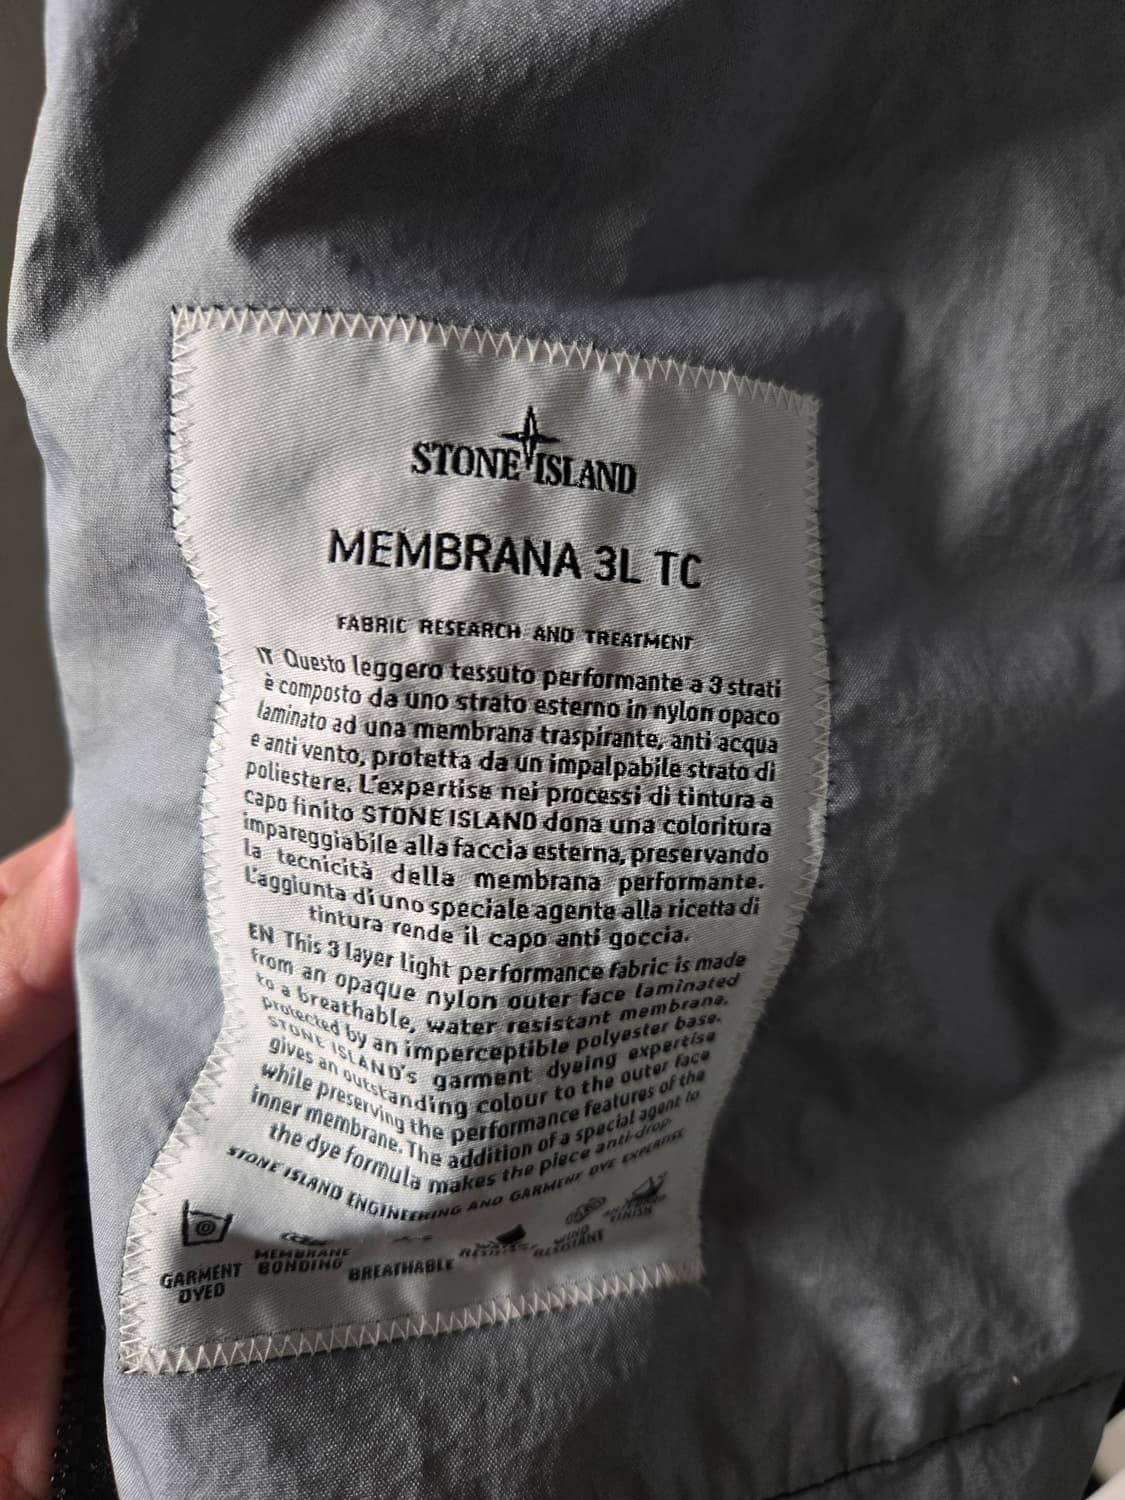 STONE ISLAND
MEMBRANA 3L TC
FABRIC RESEARCH AND TREATMENT
IT Questo leggero tessuto performante a 3 strati
è composto da uno strato esterno in nylon opaco
laminato ad una membrana traspirante, anti acqua
e anti vento, protetta da un impalpabile strato di
poliestere. L'expertise nei processi di tintura a
capo finito STONE ISLAND dona una coloritura
impareggiabile alla faccia esterna, preservando
la tecnicità della membrana performante.
L'aggiunta di uno speciale agente alla ricetta di
tintura rende il capo anti goccia.
EN This 3 layer light performance fabric is made
from an opaque nylon outer face laminated
to a breathable, water resistant membrane,
protected by an imperceptible polyester base.
STONE ISLAND's garment dyeing expertise
gives an outstanding colour to the outer face
while preserving the performance features of the
inner membrane. The addition of a special agent to
the dye formula makes the piece anti-drop
STONE ISLAND ENGINEERING AND GARMENT DYE EXPERTISE
GARMENT DYED
MEMBRANE BONDING
BREATHABLE
RESISTANT
WIND RESISTANT
FINISH